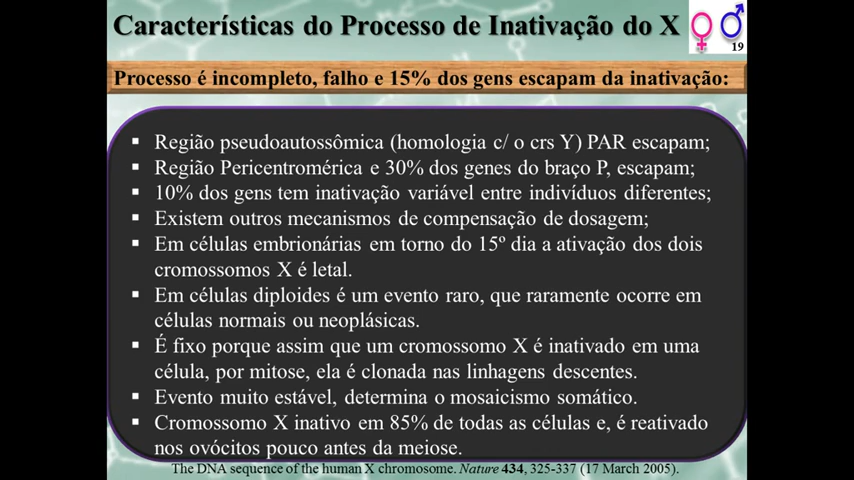 Características do Processo de Inativação do X
19
Processo é incompleto, falho e 15% dos gens escapam da inativação:
▪ Região pseudoautossômica (homologia c/ o crs Y) PAR escapam;
▪ Região Pericentromérica e 30% dos genes do braço P, escapam;
▪ 10% dos gens tem inativação variável entre indivíduos diferentes;
▪ Existem outros mecanismos de compensação de dosagem;
▪ Em células embrionárias em torno do 15º dia a ativação dos dois
cromossomos X é letal.
▪ Em células diploides é um evento raro, que raramente ocorre em
células normais ou neoplásicas.
▪ É fixo porque assim que um cromossomo X é inativado em uma
célula, por mitose, ela é clonada nas linhagens descentes.
▪ Evento muito estável, determina o mosaicismo somático.
▪ Cromossomo X inativo em 85% de todas as células e, é reativado
nos ovócitos pouco antes da meiose.
The DNA sequence of the human X chromosome. Nature 434, 325-337 (17 March 2005).